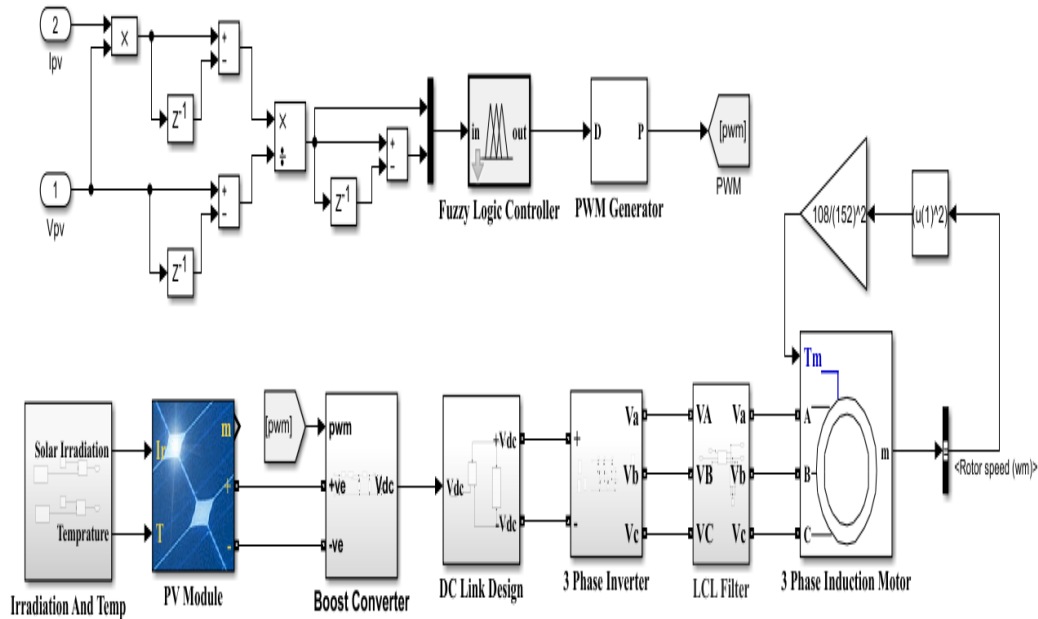 2
Ipv
×
+
-
Z-1
×
÷
+
-
Z-1
in
out
Fuzzy Logic Controller
D
P
PWM Generator
[pwm]
PWM
1
Vpv
+
-
Z-1
108/(152)^2
(u(1)^2)
Solar Irradiation
Temprature
Irradiation And Temp
Ir
T
m
+
-
PV Module
[pwm]
pwm
+ve
-ve
Vdc
Boost Converter
Vdc
+Vdc
-Vdc
DC Link Design
+
-
Va
Vb
Vc
3 Phase Inverter
VA
VB
VC
Va
Vb
Vc
LCL Filter
Tm
A
B
C
m
3 Phase Induction Motor
<Rotor speed (wm)>